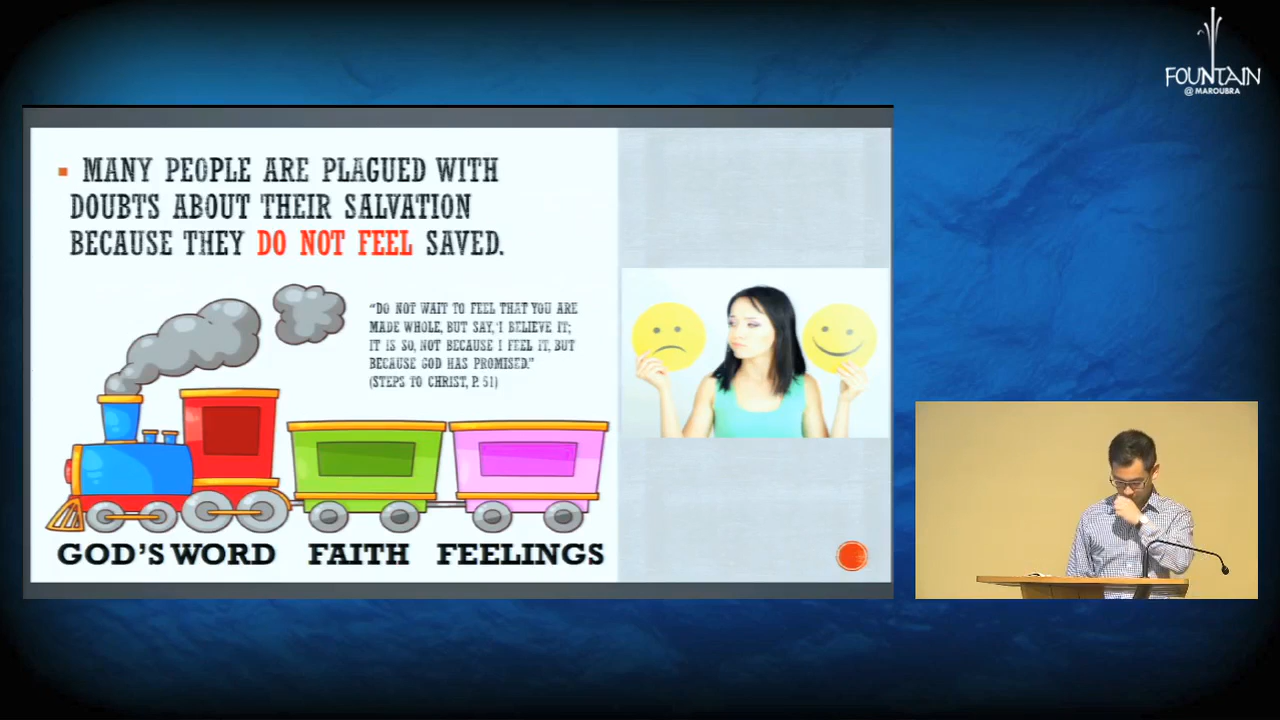 FOUNTAIN
@ MAROUBRA
MANY PEOPLE ARE PLAGUED WITH
DOUBTS ABOUT THEIR SALVATION
BECAUSE THEY DO NOT FEEL SAVED.
"DO NOT WAIT TO FEEL THAT YOU ARE
MADE WHOLE, BUT SAY, 'I BELIEVE IT;
IT IS SO, NOT BECAUSE I FEEL IT, BUT
BECAUSE GOD HAS PROMISED."
(STEPS TO CHRIST, P. 51)
GOD'S WORD FAITH FEELINGS